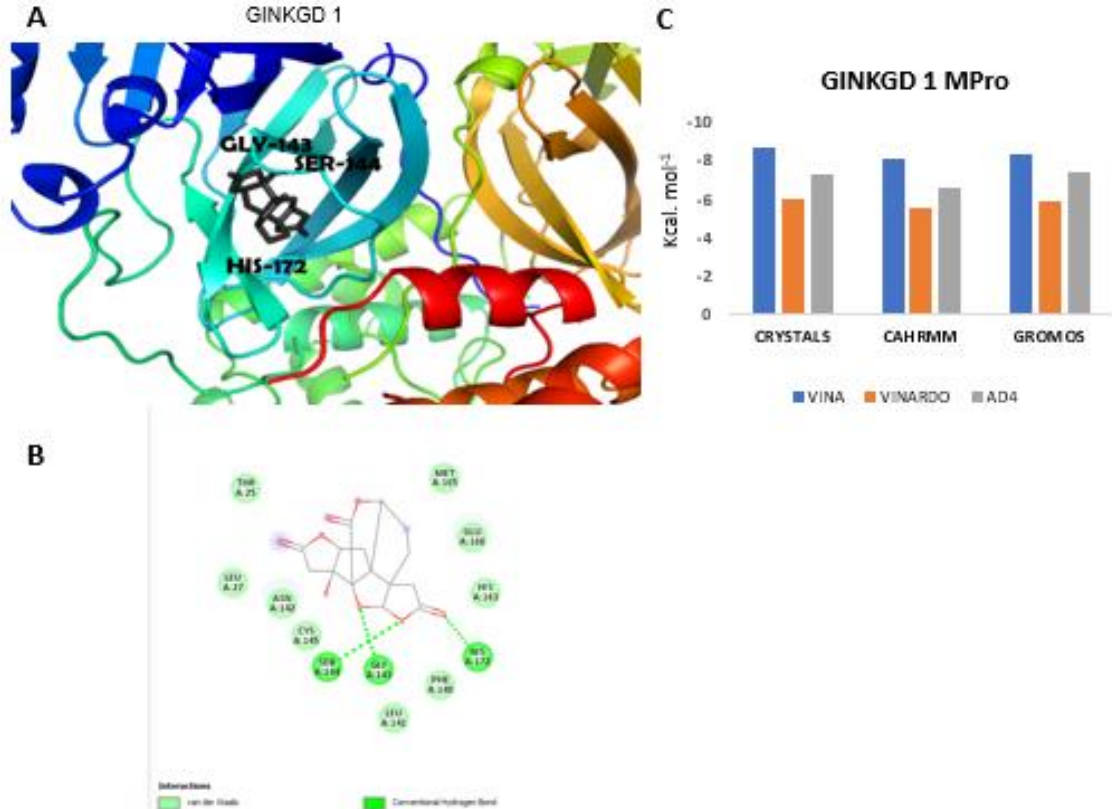 A
GINKGD 1
GLY-143
SER-144
HIS-172
C
GINKGD 1 MPro
-10
-8
-6
-4
-2
0
Kcal. mol⁻¹
CRYSTALS
CAHRMM
GROMOS
VINA
VINARDO
AD4
B
THR
A:25
MET
A:165
GLU
A:166
LEU
A:27
ASN
A:142
HIS
A:163
CYS
A:145
SER
A:144
GLY
A:143
HIS
A:172
PHE
A:140
LEU
Interactions
van der Waals
Conventional Hydrogen Bond